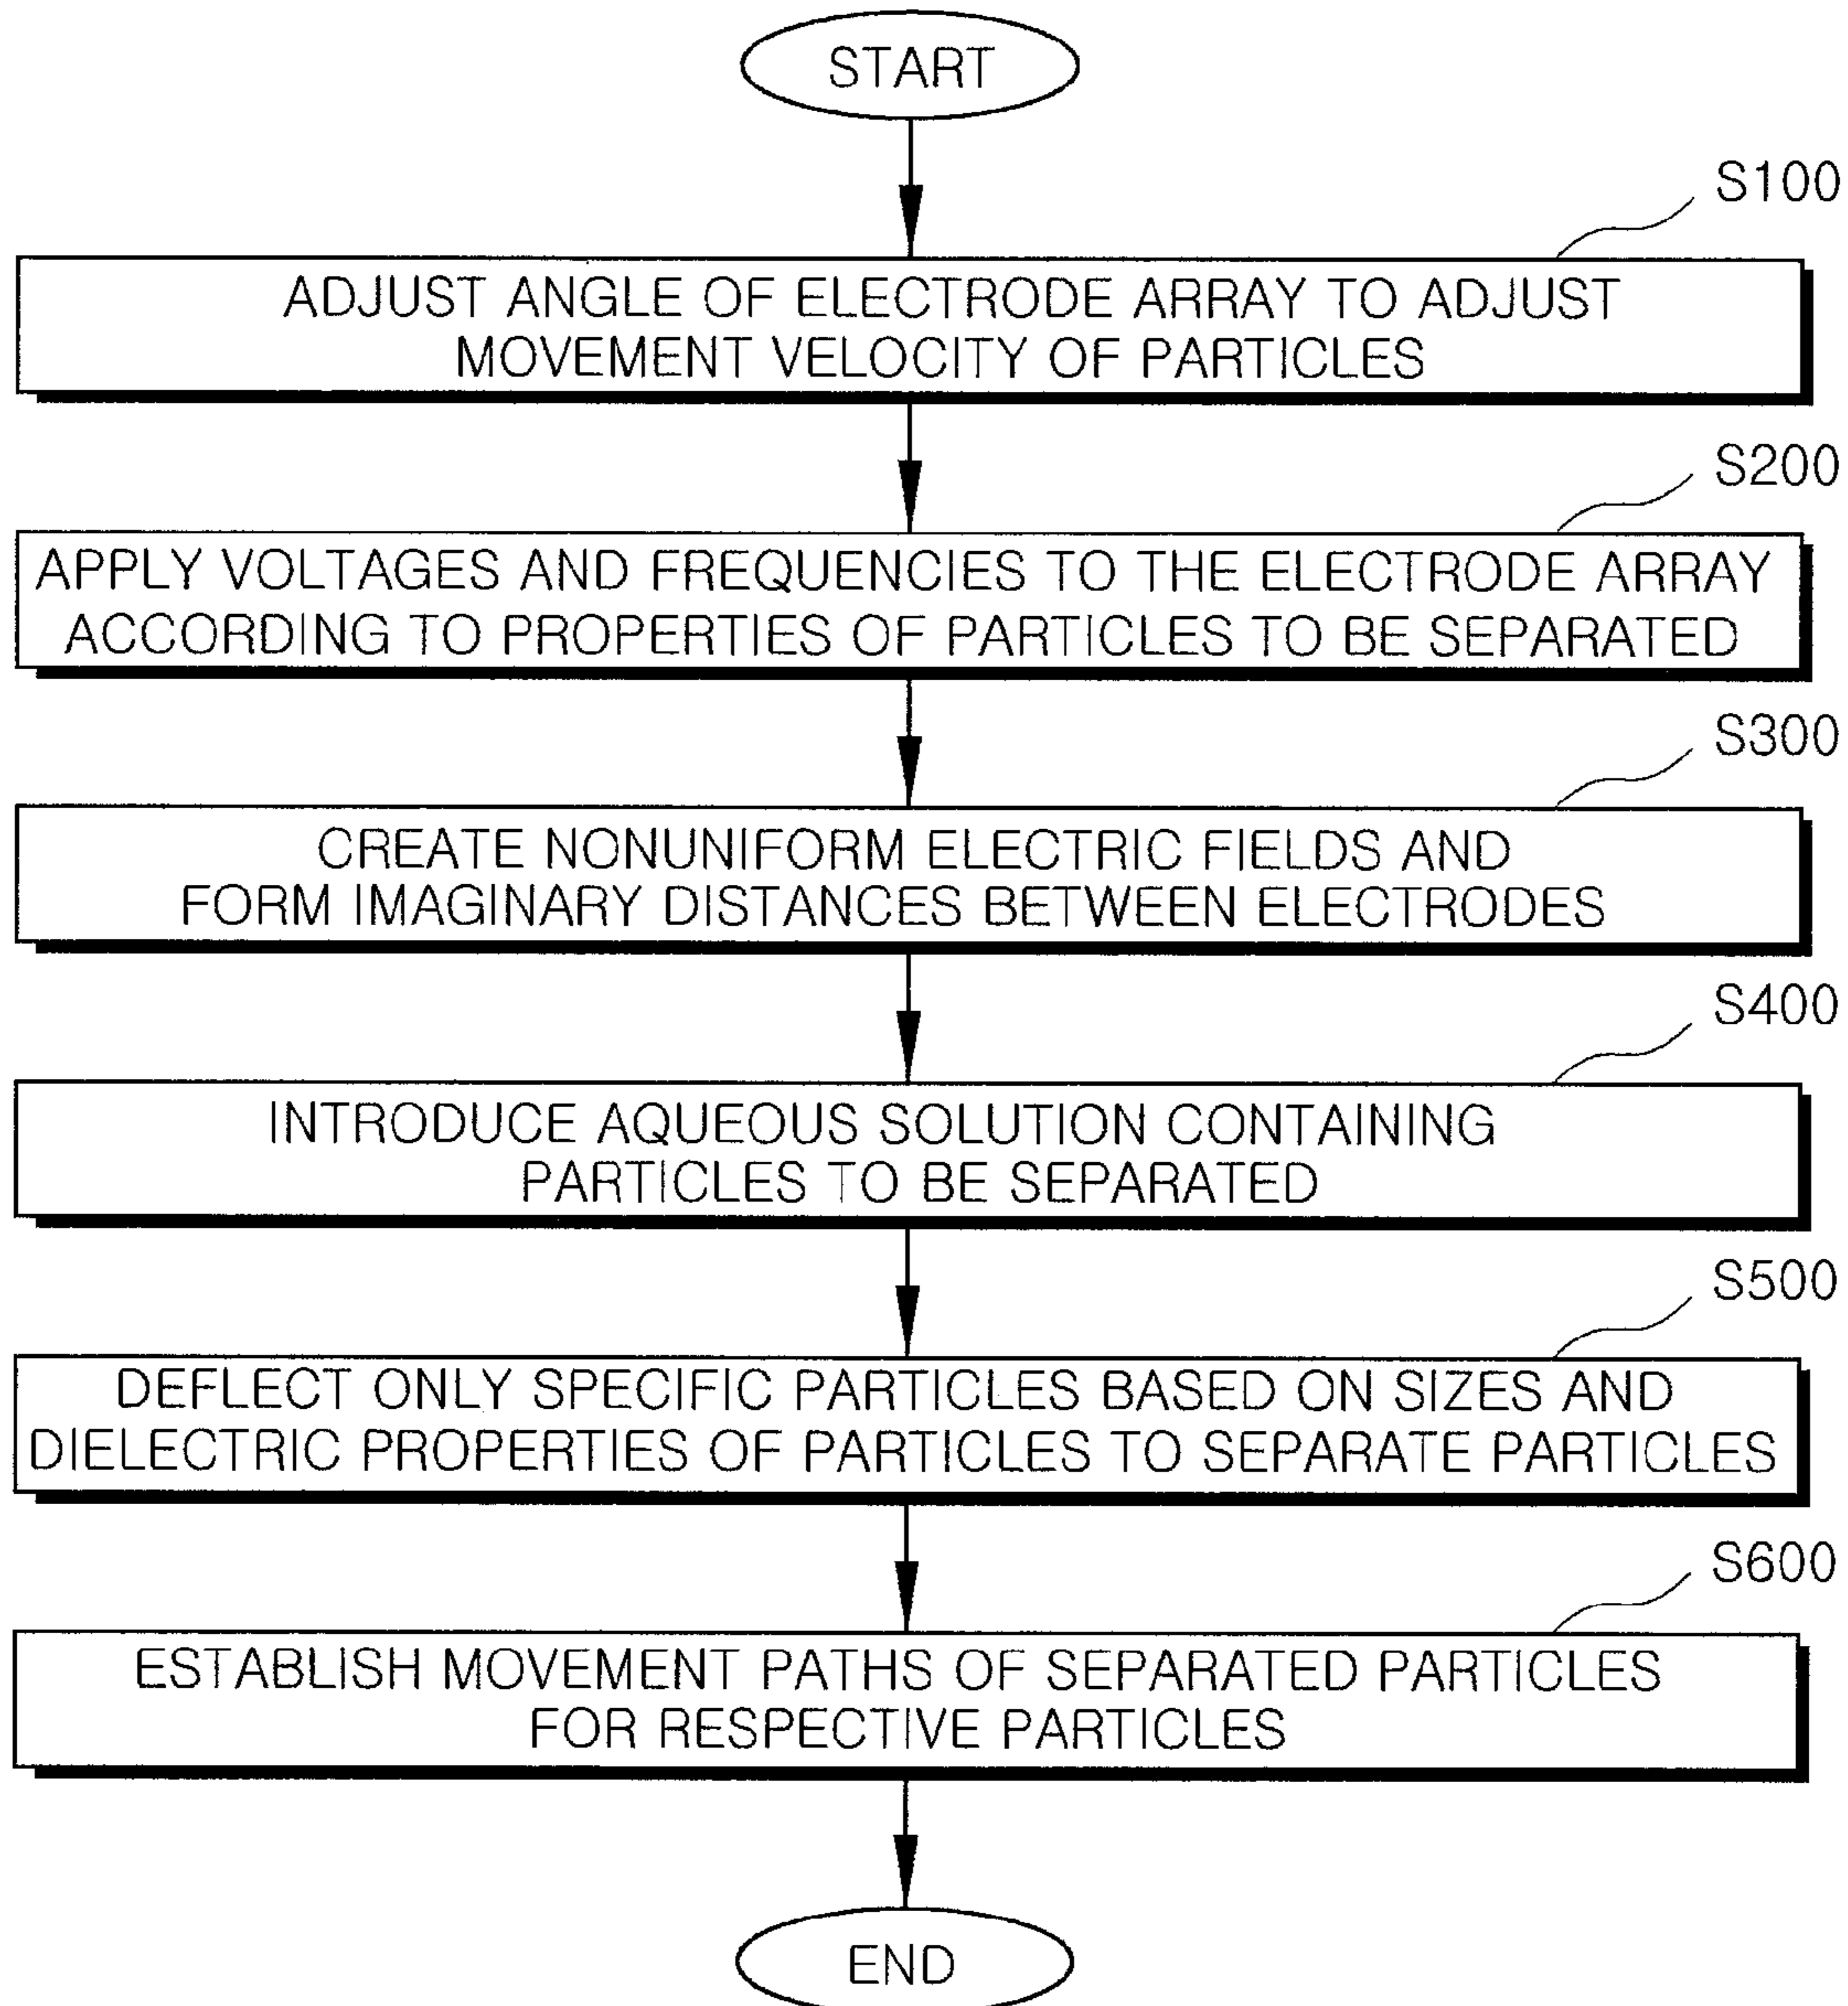 START
S100
ADJUST ANGLE OF ELECTRODE ARRAY TO ADJUST
MOVEMENT VELOCITY OF PARTICLES
S200
APPLY VOLTAGES AND FREQUENCIES TO THE ELECTRODE ARRAY
ACCORDING TO PROPERTIES OF PARTICLES TO BE SEPARATED
S300
CREATE NONUNIFORM ELECTRIC FIELDS AND
FORM IMAGINARY DISTANCES BETWEEN ELECTRODES
S400
INTRODUCE AQUEOUS SOLUTION CONTAINING
PARTICLES TO BE SEPARATED
S500
DEFLECT ONLY SPECIFIC PARTICLES BASED ON SIZES AND
DIELECTRIC PROPERTIES OF PARTICLES TO SEPARATE PARTICLES
S600
ESTABLISH MOVEMENT PATHS OF SEPARATED PARTICLES
FOR RESPECTIVE PARTICLES
END